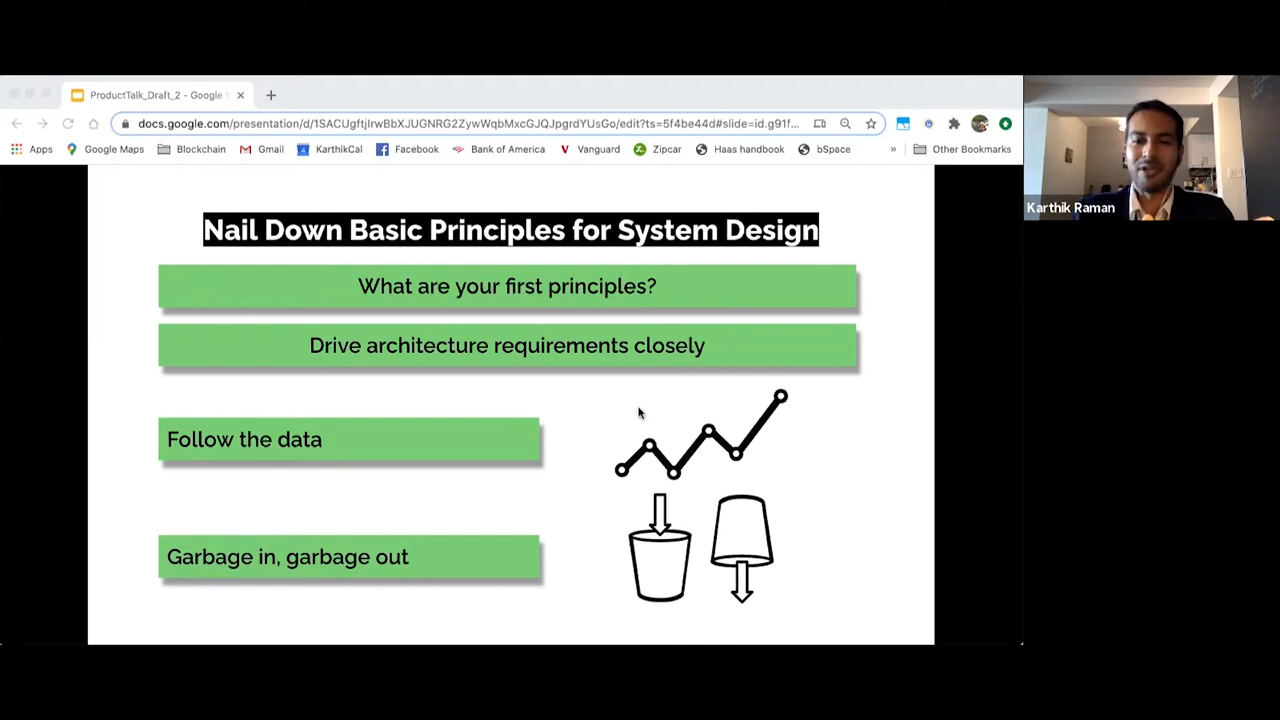 ProductTalk_Draft_2 - Google S
docs.google.com/presentation/d/1SACUgftjIrwBbXJUGNRG2ZywWqbMxcGJQJpgrdYUsGo/edit?ts=5f4be44d#slide=id.g91f...
Apps Google Maps Blockchain Gmail KarthikCal Facebook Bank of America Vanguard Zipcar Haas handbook bSpace » Other Bookmarks
Karthik Raman
Nail Down Basic Principles for System Design
What are your first principles?
Drive architecture requirements closely
Follow the data
Garbage in, garbage out